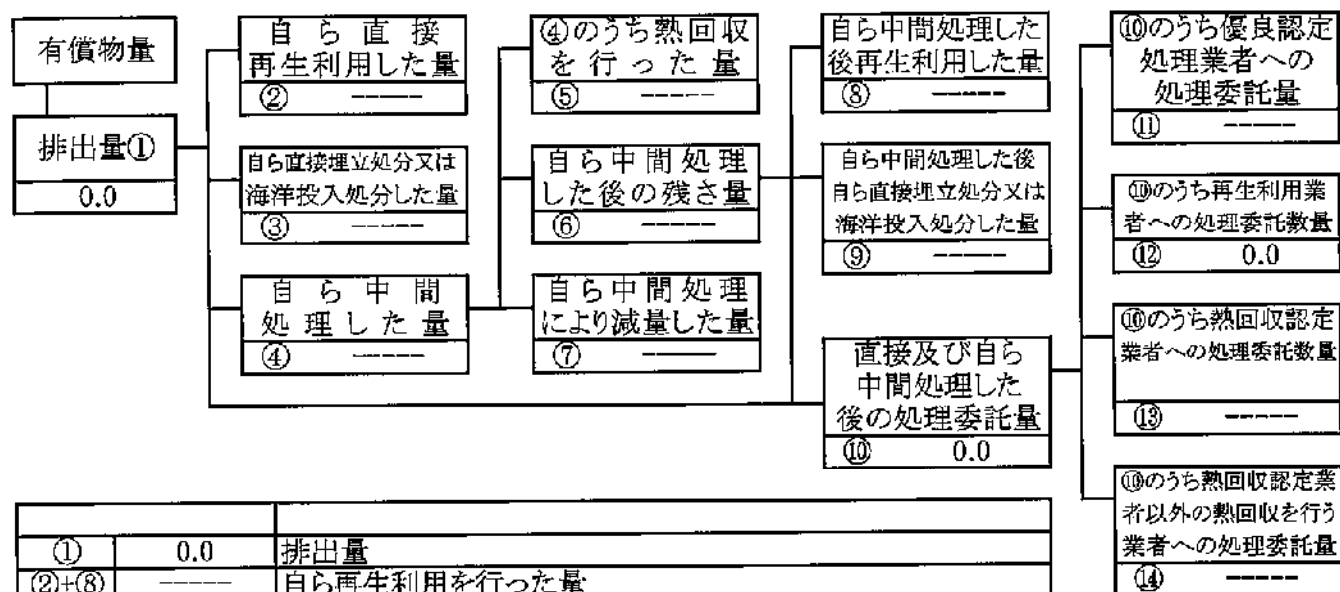 有償物量
排出量①
0.0
自ら直接
再生利用した量
② -----
自ら直接埋立処分又は
海洋投入処分した量
③ -----
自ら中間
処理した量
④ -----
④のうち熱回収
を行った量
⑤ -----
自ら中間処理
した後の残さ量
⑥ -----
自ら中間処理
により減量した量
⑦ -----
自ら中間処理した
後再生利用した量
⑧ -----
自ら中間処理した後
自ら直接埋立処分又は
海洋投入処分した量
⑨ -----
直接及び自ら
中間処理した
後の処理委託量
⑩ 0.0
⑩のうち優良認定
処理業者への
処理委託量
⑪ -----
⑩のうち再生利用業
者への処理委託数量
⑫ 0.0
⑩のうち熱回収認定
業者への処理委託数量
⑬ -----
⑩のうち熱回収認定業
者以外の熱回収を行う
業者への処理委託量
⑭ -----
① 0.0 排出量
②+⑧ ----- 自ら再生利用を行った量